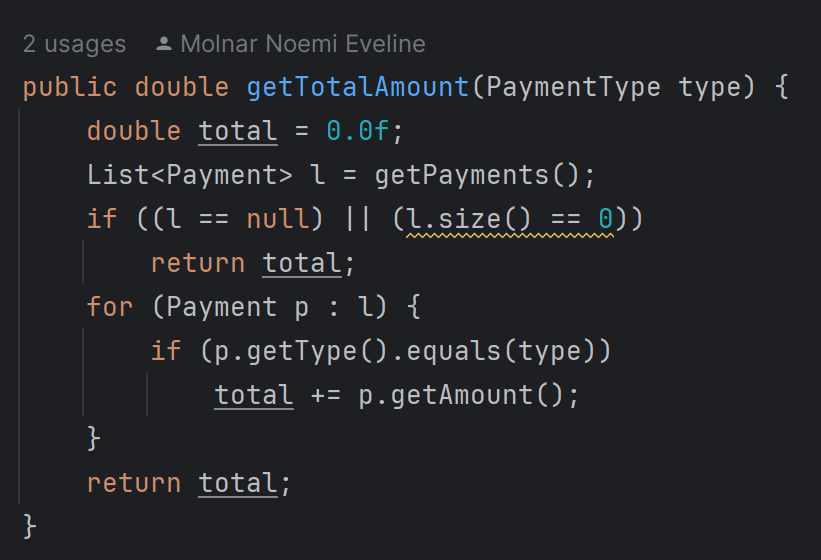 2 usages Molnar Noemi Eveline
public double getTotalAmount(PaymentType type) {
    double total = 0.0f;
    List<Payment> l = getPayments();
    if ((l == null) || (l.size() == 0))
        return total;
    for (Payment p : l) {
        if (p.getType().equals(type))
            total += p.getAmount();
    }
    return total;
}